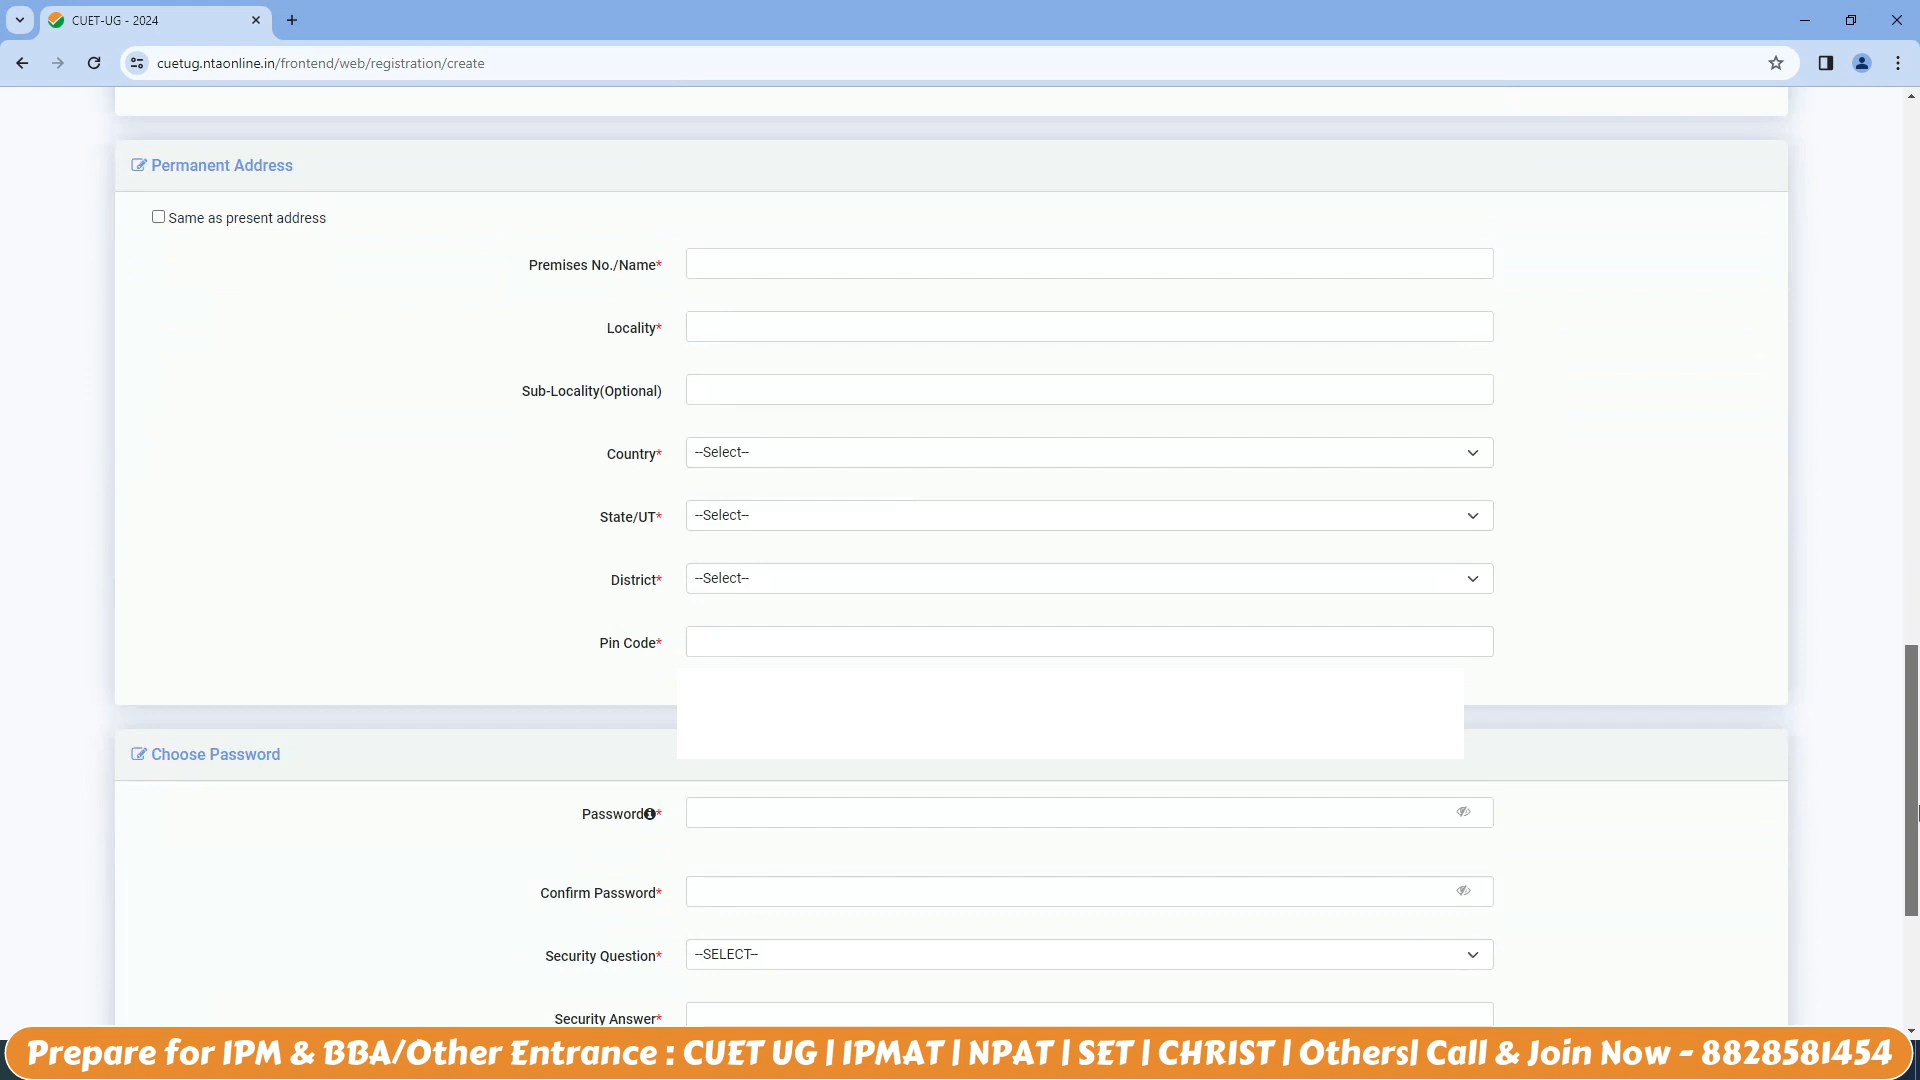 CUET-UG - 2024
cuetug.ntaonline.in/frontend/web/registration/create
Permanent Address
Same as present address
Premises No./Name*
Locality*
Sub-Locality(Optional)
Country*
--Select--
State/UT*
--Select--
District*
--Select--
Pin Code*
Choose Password
Password*
Confirm Password*
Security Question*
--SELECT--
Security Answer*
Prepare for IPM & BBA/Other Entrance : CUET UG | IPMAT | NPAT | SET | CHRIST | Others| Call & Join Now - 8828581454